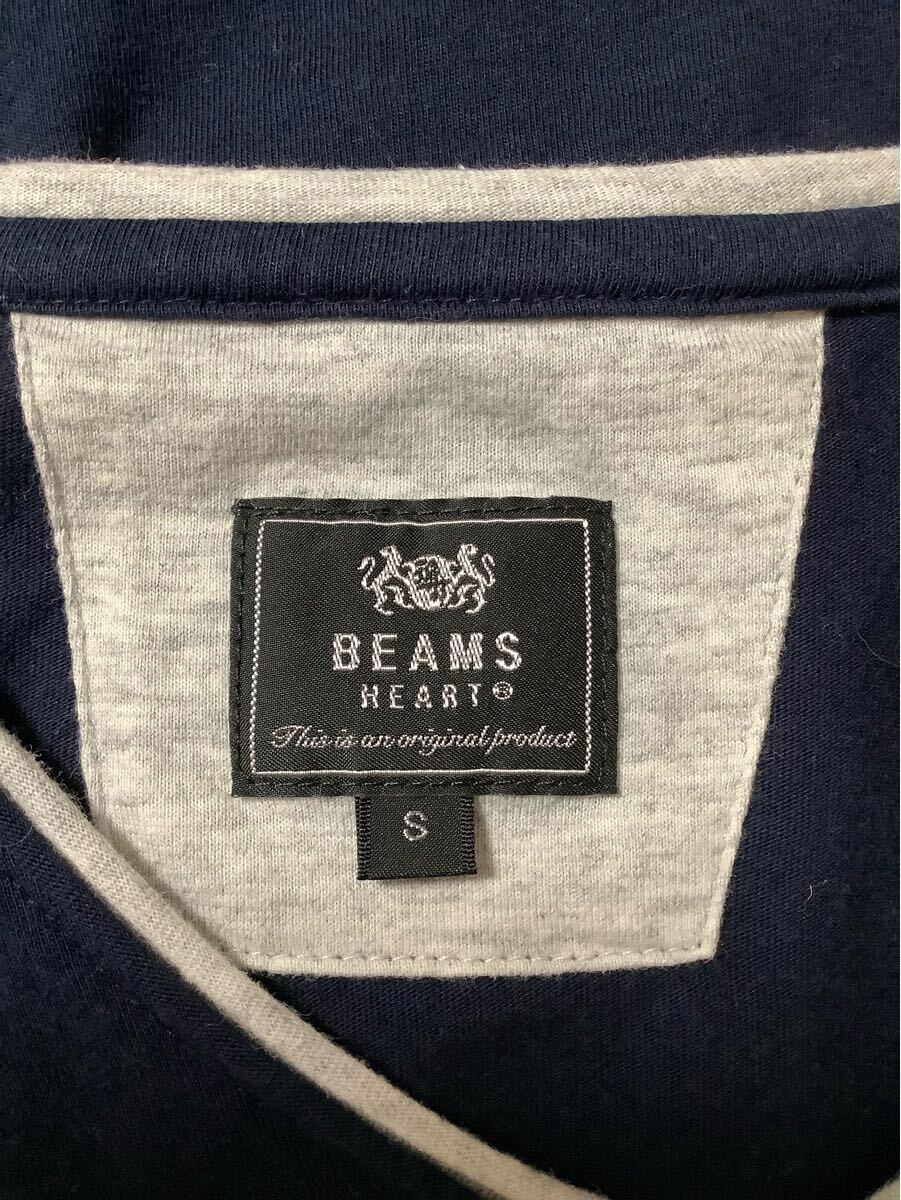 BEAMS
HEART®
This is an original product
S